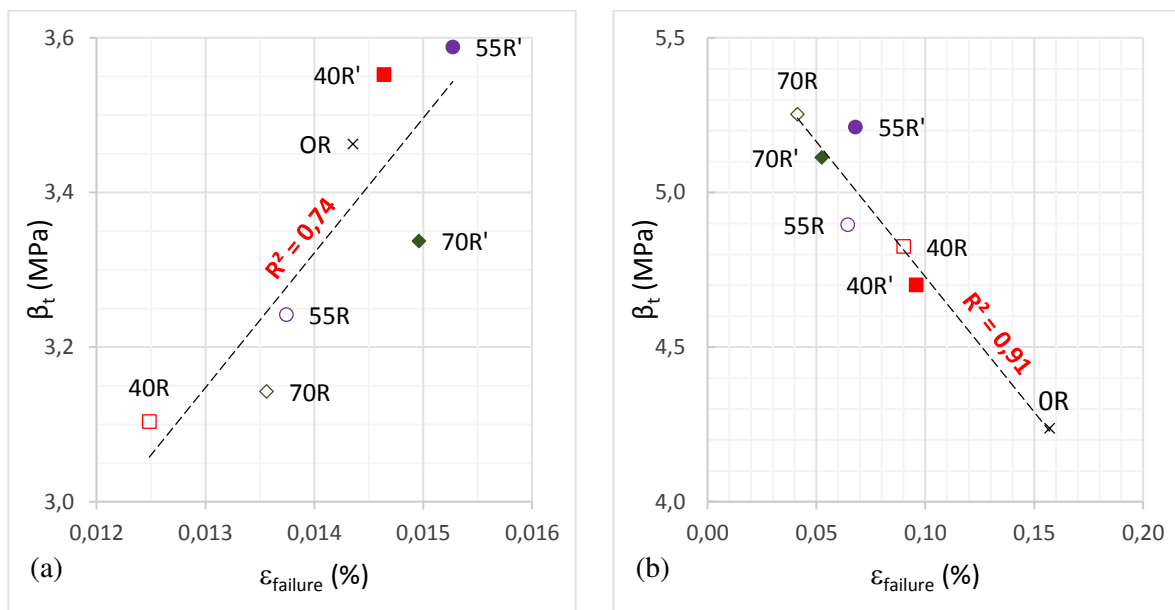 3,6
3,4
3,2
3,0
βt (MPa)
55R'
40R'
OR
R² = 0,74
70R'
55R
40R
70R
0,012
0,013
0,014
0,015
0,016
(a)
εfailure (%)
5,5
5,0
4,5
4,0
βt (MPa)
70R
55R'
70R'
55R
40R
40R'
R² = 0,91
0R
0,00
0,05
0,10
0,15
0,20
(b)
εfailure (%)